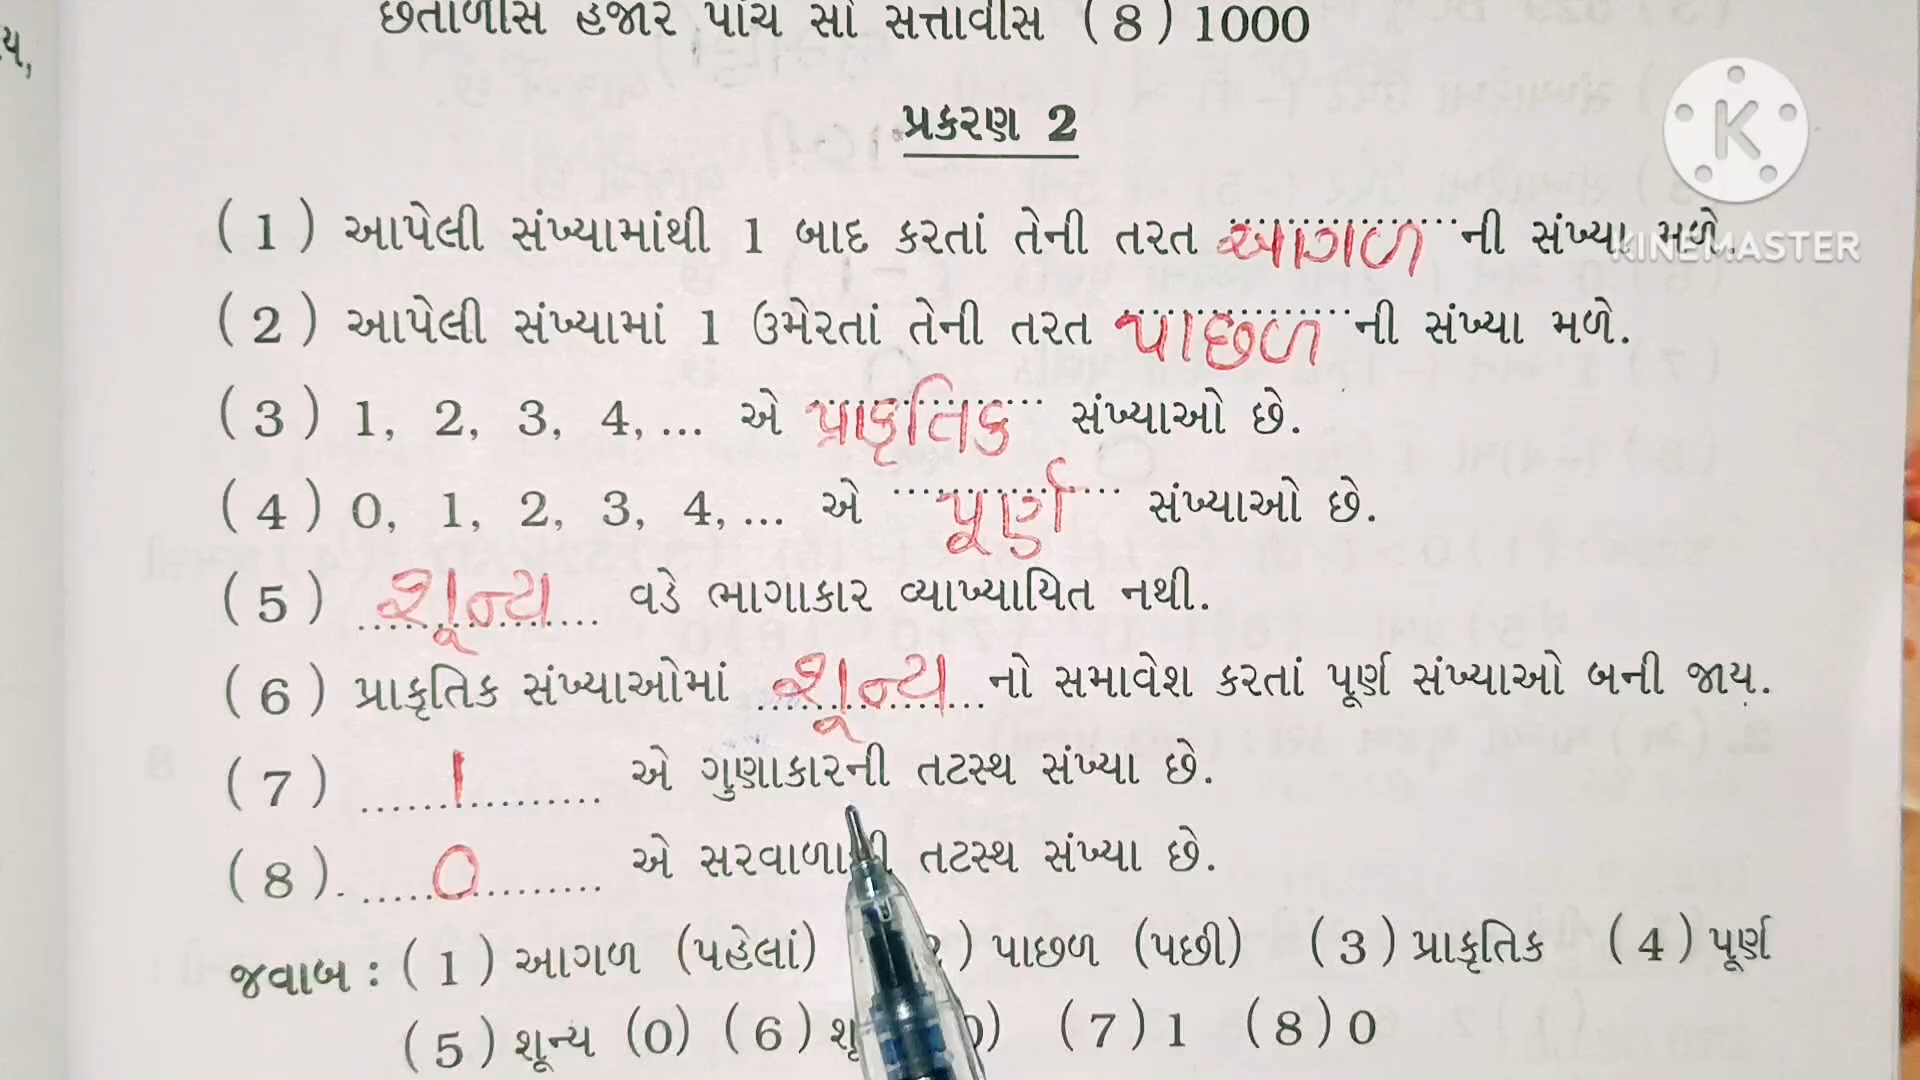 છેતાળીસ હજાર પાંચ સો સત્તાવીસ (8) 1000
ય,
પ્રકરણ 2
K
KINEMASTER
(1) આપેલી સંખ્યામાંથી 1 બાદ કરતાં તેની તરત આગળ ની સંખ્યા મળે.
(2) આપેલી સંખ્યામાં 1 ઉમેરતાં તેની તરત પાછળ ની સંખ્યા મળે.
(3) 1, 2, 3, 4, ... એ પ્રાકૃતિક સંખ્યાઓ છે.
(4) 0, 1, 2, 3, 4, ... એ પૂર્ણ સંખ્યાઓ છે.
(5) શૂન્ય વડે ભાગાકાર વ્યાખ્યાયિત નથી.
(6) પ્રાકૃતિક સંખ્યાઓમાં શૂન્ય નો સમાવેશ કરતાં પૂર્ણ સંખ્યાઓ બની જાય.
(7) 1 એ ગુણાકારની તટસ્થ સંખ્યા છે.
(8). 0 એ સરવાળાની તટસ્થ સંખ્યા છે.
જવાબ : (1) આગળ (પહેલાં) (2) પાછળ (પછી) (3) પ્રાકૃતિક (4) પૂર્ણ
(5) શૂન્ય (0) (6) 0) (7) 1 (8) 0